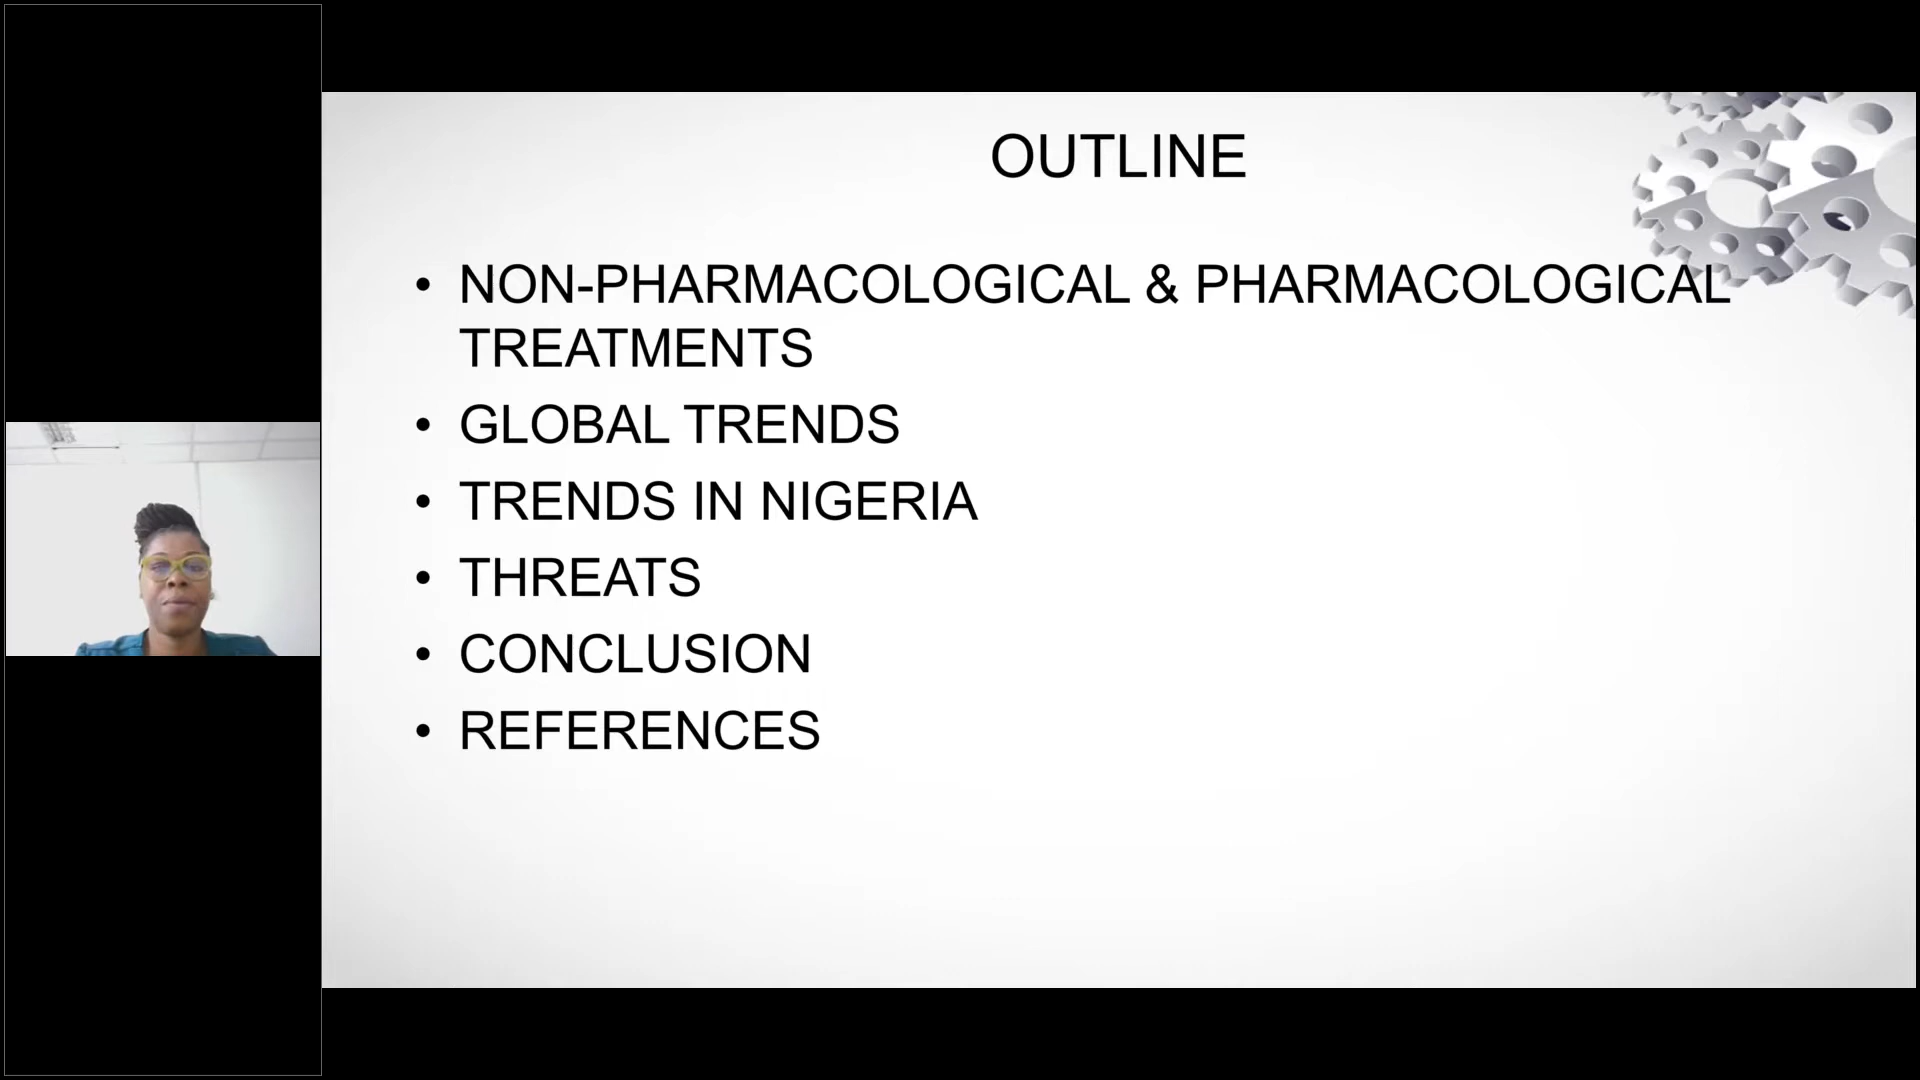 OUTLINE
• NON-PHARMACOLOGICAL & PHARMACOLOGICAL
TREATMENTS
• GLOBAL TRENDS
• TRENDS IN NIGERIA
• THREATS
• CONCLUSION
• REFERENCES